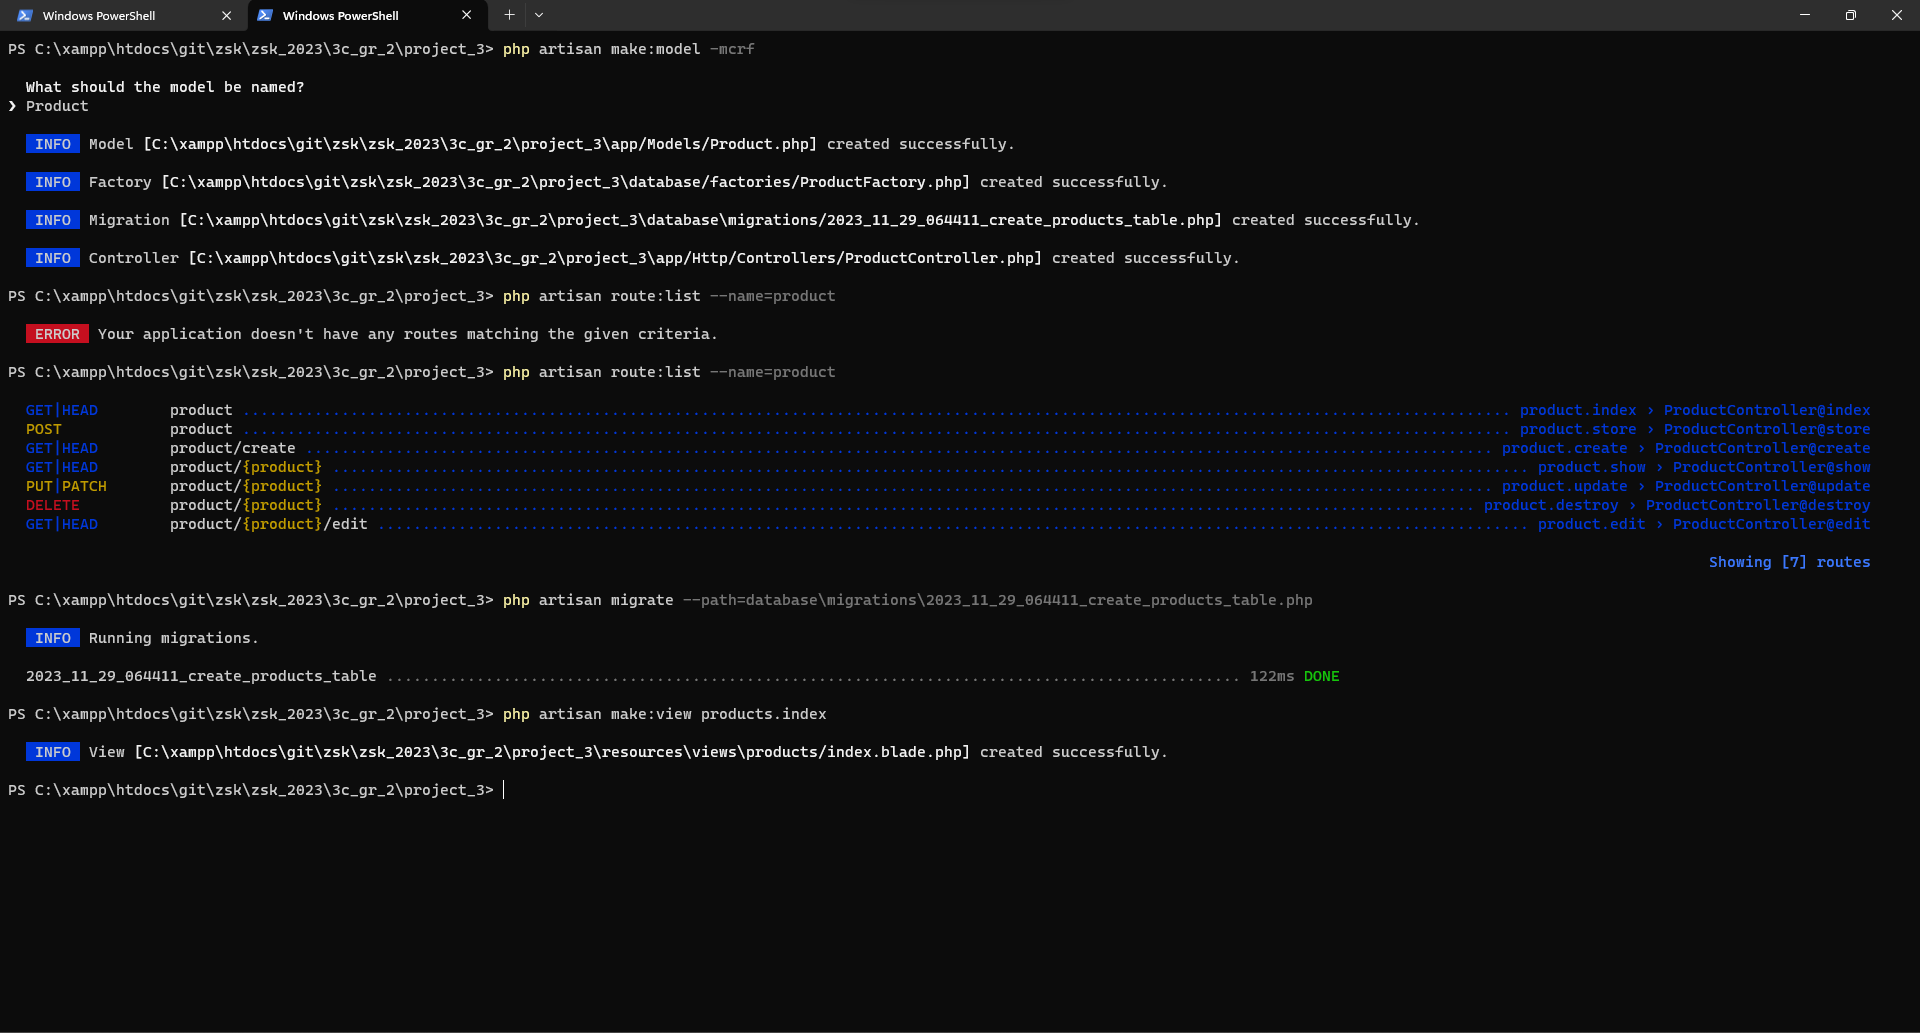 Windows PowerShell
Windows PowerShell
PS C:\xampp\htdocs\git\zsk\zsk_2023\3c_gr_2\project_3> php artisan make:model -mcrf
What should the model be named?
❯ Product
INFO Model [C:\xampp\htdocs\git\zsk\zsk_2023\3c_gr_2\project_3\app/Models/Product.php] created successfully.
INFO Factory [C:\xampp\htdocs\git\zsk\zsk_2023\3c_gr_2\project_3\database/factories/ProductFactory.php] created successfully.
INFO Migration [C:\xampp\htdocs\git\zsk\zsk_2023\3c_gr_2\project_3\database\migrations/2023_11_29_064411_create_products_table.php] created successfully.
INFO Controller [C:\xampp\htdocs\git\zsk\zsk_2023\3c_gr_2\project_3\app/Http/Controllers/ProductController.php] created successfully.
PS C:\xampp\htdocs\git\zsk\zsk_2023\3c_gr_2\project_3> php artisan route:list --name=product
ERROR Your application doesn't have any routes matching the given criteria.
PS C:\xampp\htdocs\git\zsk\zsk_2023\3c_gr_2\project_3> php artisan route:list --name=product
GET|HEAD product ........ product.index › ProductController@index
POST product ........ product.store › ProductController@store
GET|HEAD product/create ........ product.create › ProductController@create
GET|HEAD product/{product} ........ product.show › ProductController@show
PUT|PATCH product/{product} ........ product.update › ProductController@update
DELETE product/{product} ........ product.destroy › ProductController@destroy
GET|HEAD product/{product}/edit ........ product.edit › ProductController@edit
Showing [7] routes
PS C:\xampp\htdocs\git\zsk\zsk_2023\3c_gr_2\project_3> php artisan migrate --path=database\migrations\2023_11_29_064411_create_products_table.php
INFO Running migrations.
2023_11_29_064411_create_products_table ........ 122ms DONE
PS C:\xampp\htdocs\git\zsk\zsk_2023\3c_gr_2\project_3> php artisan make:view products.index
INFO View [C:\xampp\htdocs\git\zsk\zsk_2023\3c_gr_2\project_3\resources\views\products/index.blade.php] created successfully.
PS C:\xampp\htdocs\git\zsk\zsk_2023\3c_gr_2\project_3>